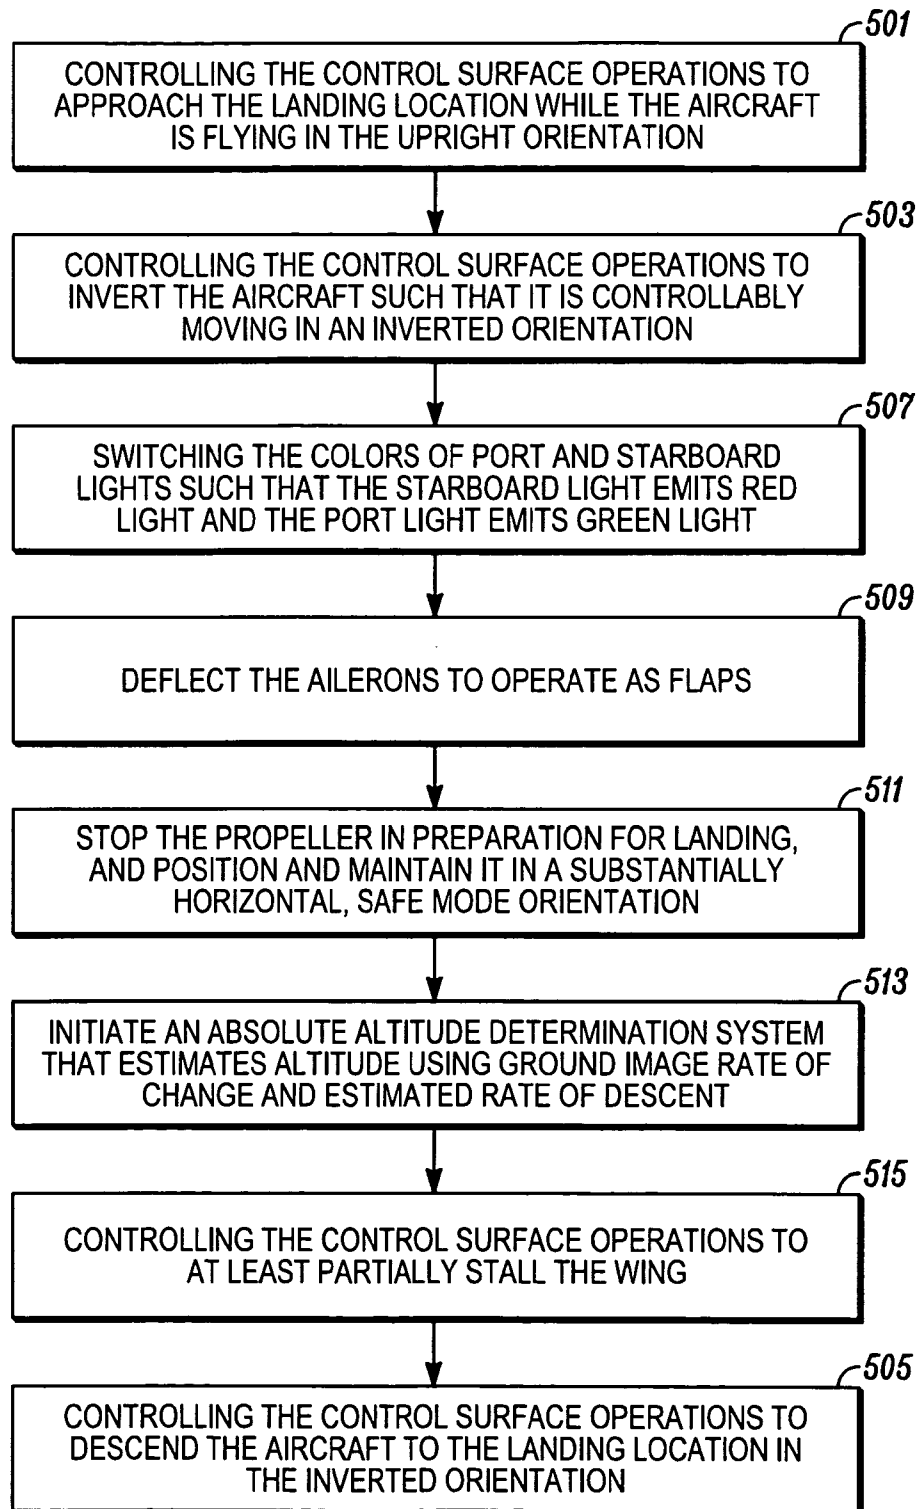 501
CONTROLLING THE CONTROL SURFACE OPERATIONS TO
APPROACH THE LANDING LOCATION WHILE THE AIRCRAFT
IS FLYING IN THE UPRIGHT ORIENTATION
503
CONTROLLING THE CONTROL SURFACE OPERATIONS TO
INVERT THE AIRCRAFT SUCH THAT IT IS CONTROLLABLY
MOVING IN AN INVERTED ORIENTATION
507
SWITCHING THE COLORS OF PORT AND STARBOARD
LIGHTS SUCH THAT THE STARBOARD LIGHT EMITS RED
LIGHT AND THE PORT LIGHT EMITS GREEN LIGHT
509
DEFLECT THE AILERONS TO OPERATE AS FLAPS
511
STOP THE PROPELLER IN PREPARATION FOR LANDING,
AND POSITION AND MAINTAIN IT IN A SUBSTANTIALLY
HORIZONTAL, SAFE MODE ORIENTATION
513
INITIATE AN ABSOLUTE ALTITUDE DETERMINATION SYSTEM
THAT ESTIMATES ALTITUDE USING GROUND IMAGE RATE OF
CHANGE AND ESTIMATED RATE OF DESCENT
515
CONTROLLING THE CONTROL SURFACE OPERATIONS TO
AT LEAST PARTIALLY STALL THE WING
505
CONTROLLING THE CONTROL SURFACE OPERATIONS TO
DESCEND THE AIRCRAFT TO THE LANDING LOCATION IN
THE INVERTED ORIENTATION